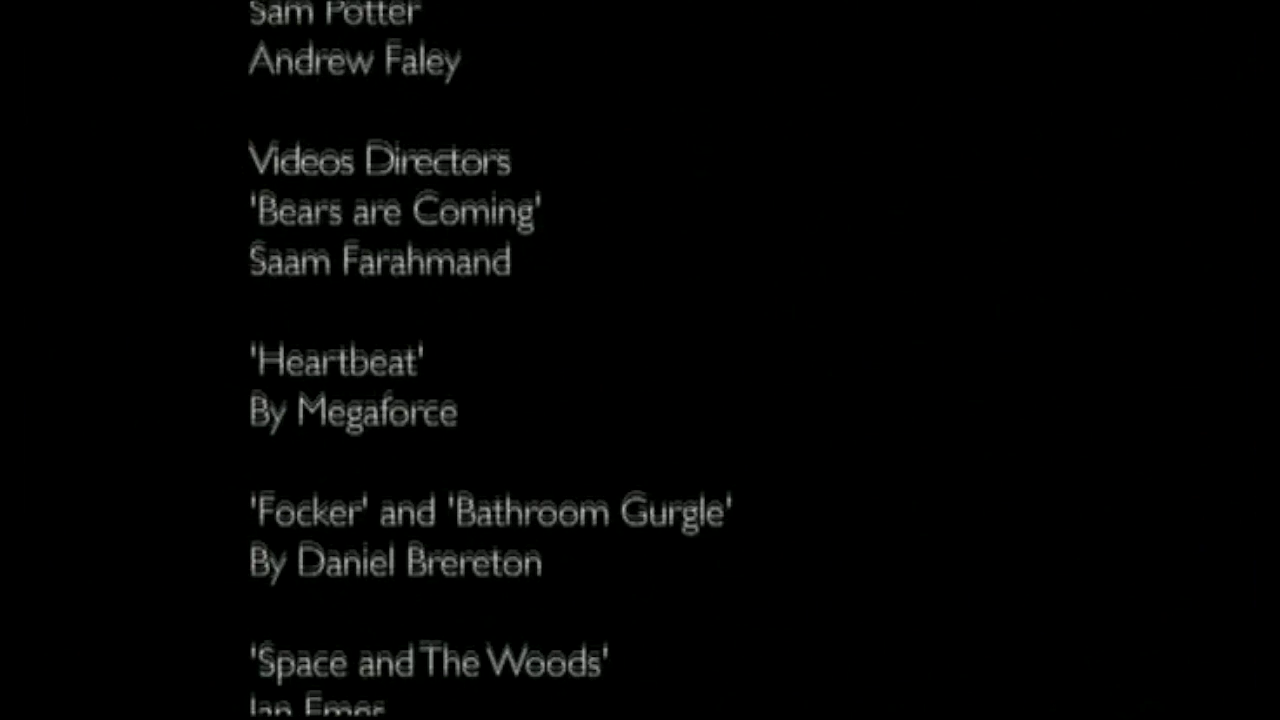 Sam Potter
Andrew Faley
Videos Directors
'Bears are Coming'
Saam Farahmand
'Heartbeat'
By Megaforce
'Focker' and 'Bathroom Gurgle'
By Daniel Brereton
'Space and The Woods'
Ian